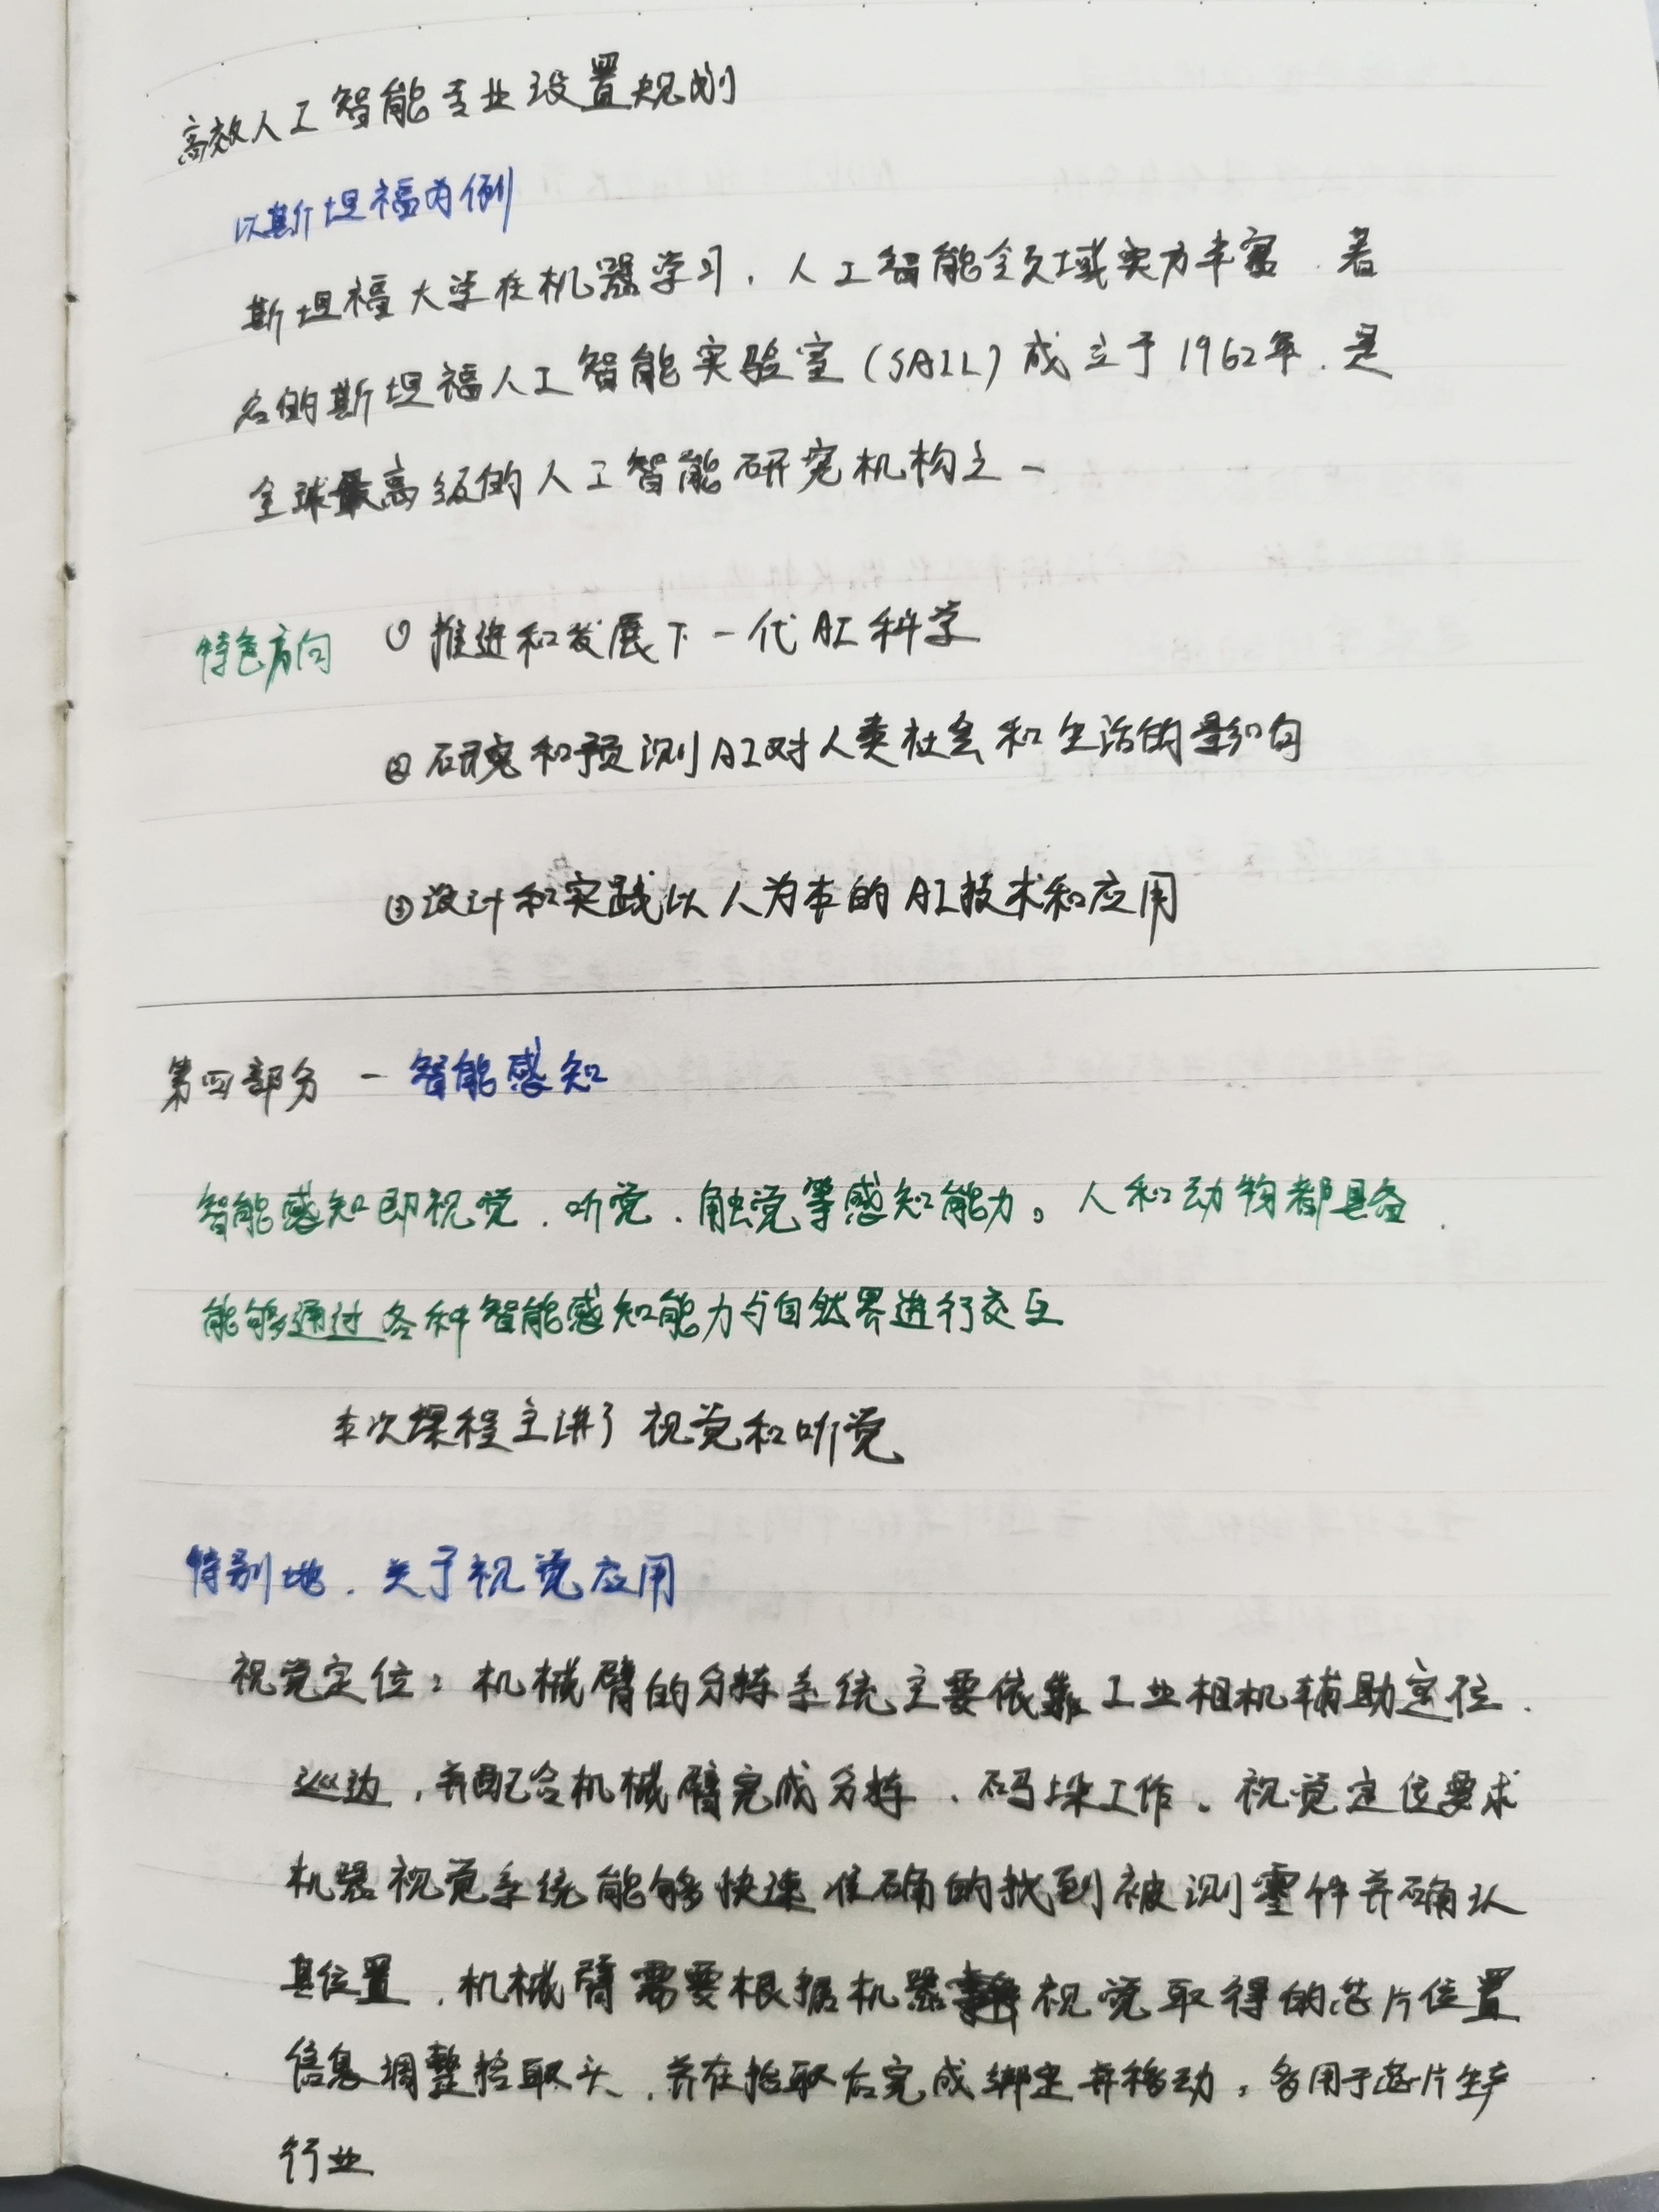 高效人工智能专业设置规则
以斯坦福为例
斯坦福大学在机器学习,人工智能领域实力丰富.著
名的斯坦福人工智能实验室(SAIL)成立于1962年.是
全球最高级的人工智能研究机构之一
特色方向 ① 推进和发展下一代AI科学
② 研究和预测AI对人类社会和生活的影响
③ 设计和实践以人为本的AI技术和应用
第四部分 — 智能感知
智能感知即视觉.听觉.触觉等感知能力。人和动物都具备.
能够通过各种智能感知能力与自然界进行交互
本次课程主讲了视觉和听觉
特别地.关于视觉应用
视觉定位:机械臂的分拣系统主要依靠工业相机辅助定位.
巡边,并配合机械臂完成分拣.码垛工作。视觉定位要求
机器视觉系统能够快速准确的找到被测零件并确认
其位置.机械臂需要根据机器视觉取得的芯片位置
信息调整拾取头.并在拾取后完成绑定并移动,多用于芯片生产
行业